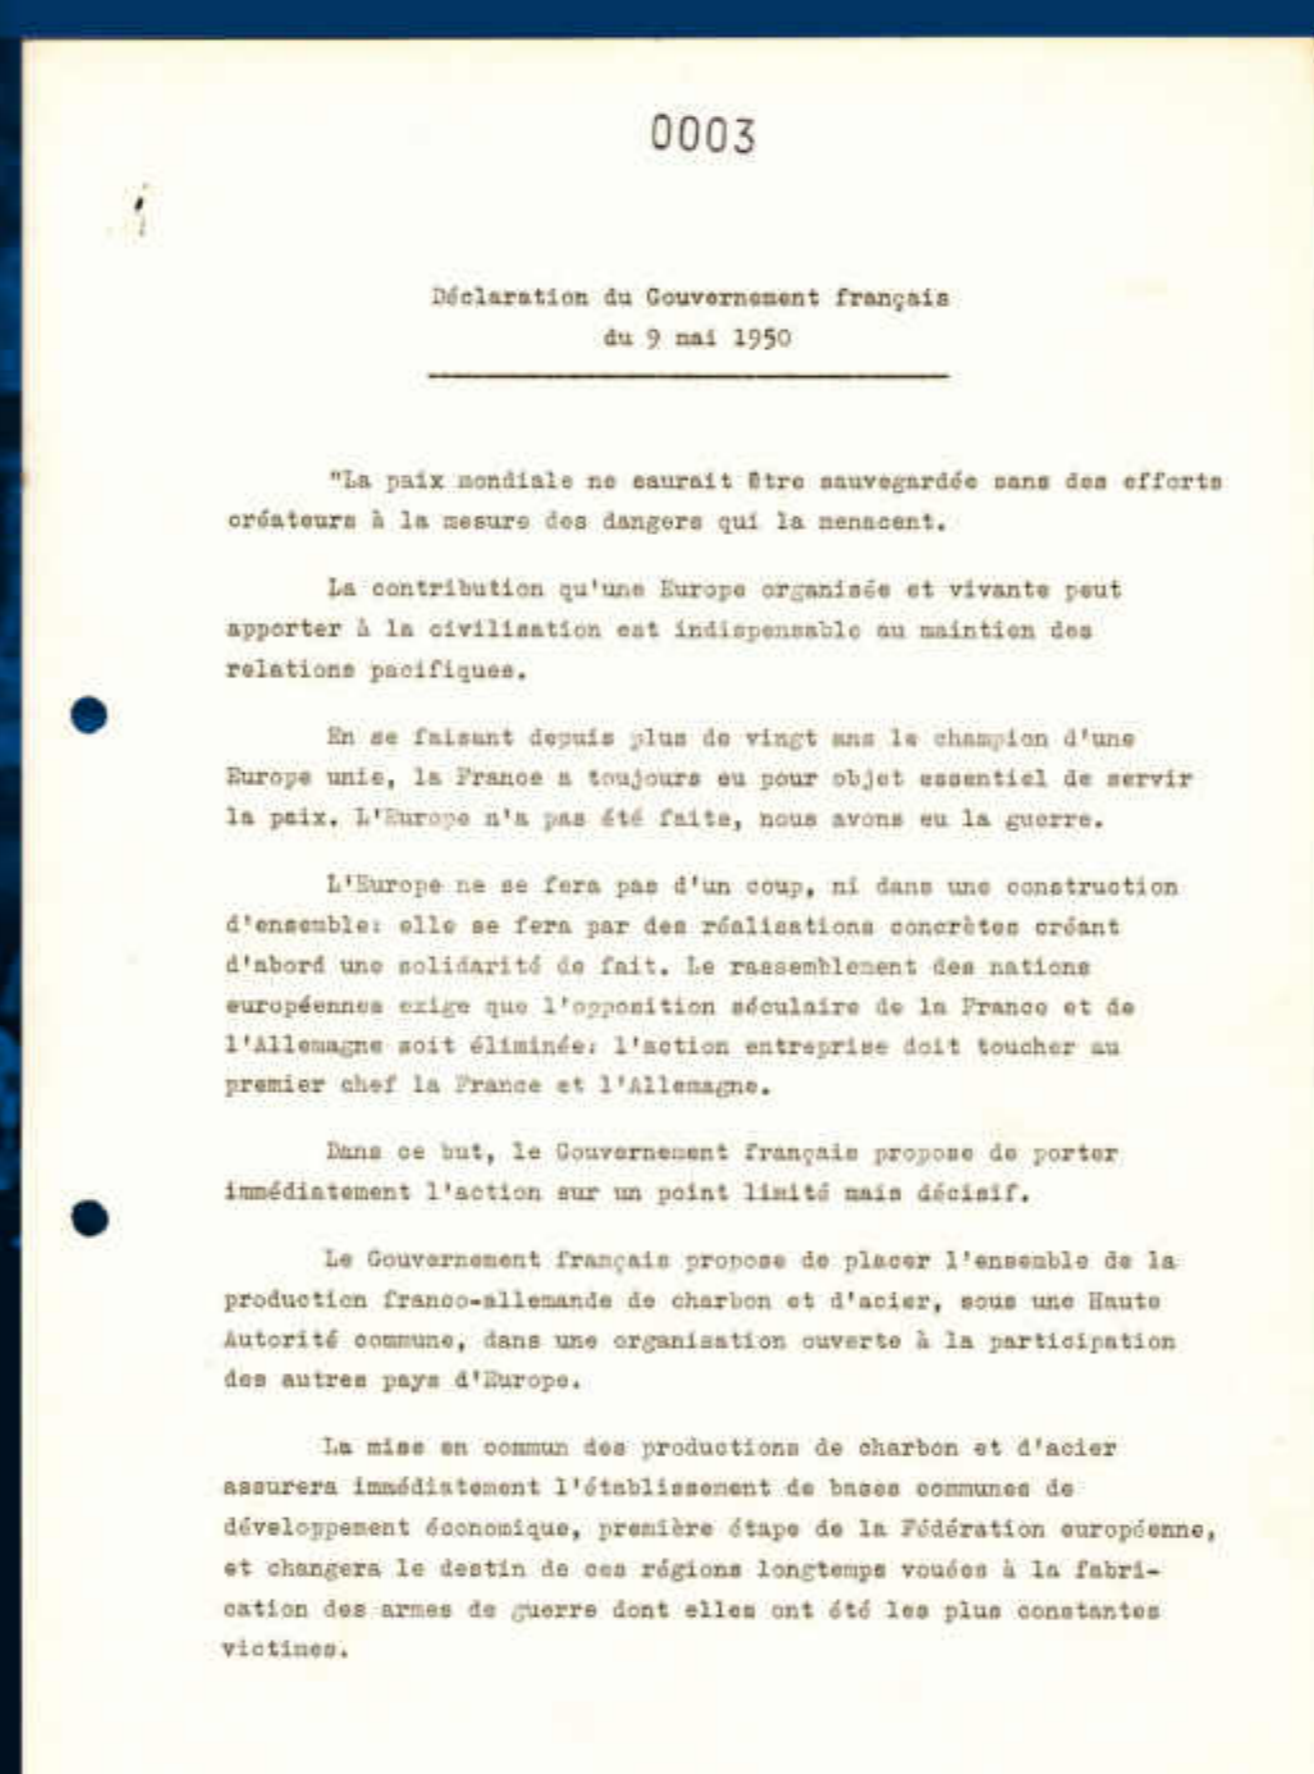 0003
Déclaration du Gouvernement français
du 9 mai 1950
"La paix mondiale ne saurait être sauvegardée sans des efforts
créateurs à la mesure des dangers qui la menacent.
La contribution qu'une Europe organisée et vivante peut
apporter à la civilisation est indispensable au maintien des
relations pacifiques.
En se faisant depuis plus de vingt ans le champion d'une
Europe unie, la France a toujours eu pour objet essentiel de servir
la paix. L'Europe n'a pas été faite, nous avons eu la guerre.
L'Europe ne se fera pas d'un coup, ni dans une construction
d'ensemble: elle se fera par des réalisations concrètes créant
d'abord une solidarité de fait. Le rassemblement des nations
européennes exige que l'opposition séculaire de la France et de
l'Allemagne soit éliminée: l'action entreprise doit toucher au
premier chef la France et l'Allemagne.
Dans ce but, le Gouvernement français propose de porter
immédiatement l'action sur un point limité mais décisif.
Le Gouvernement français propose de placer l'ensemble de la
production franco-allemande de charbon et d'acier, sous une Haute
Autorité commune, dans une organisation ouverte à la participation
des autres pays d'Europe.
La mise en commun des productions de charbon et d'acier
assurera immédiatement l'établissement de bases communes de
développement économique, première étape de la Fédération européenne,
et changera le destin de ces régions longtemps vouées à la fabri-
cation des armes de guerre dont elles ont été les plus constantes
victimes.